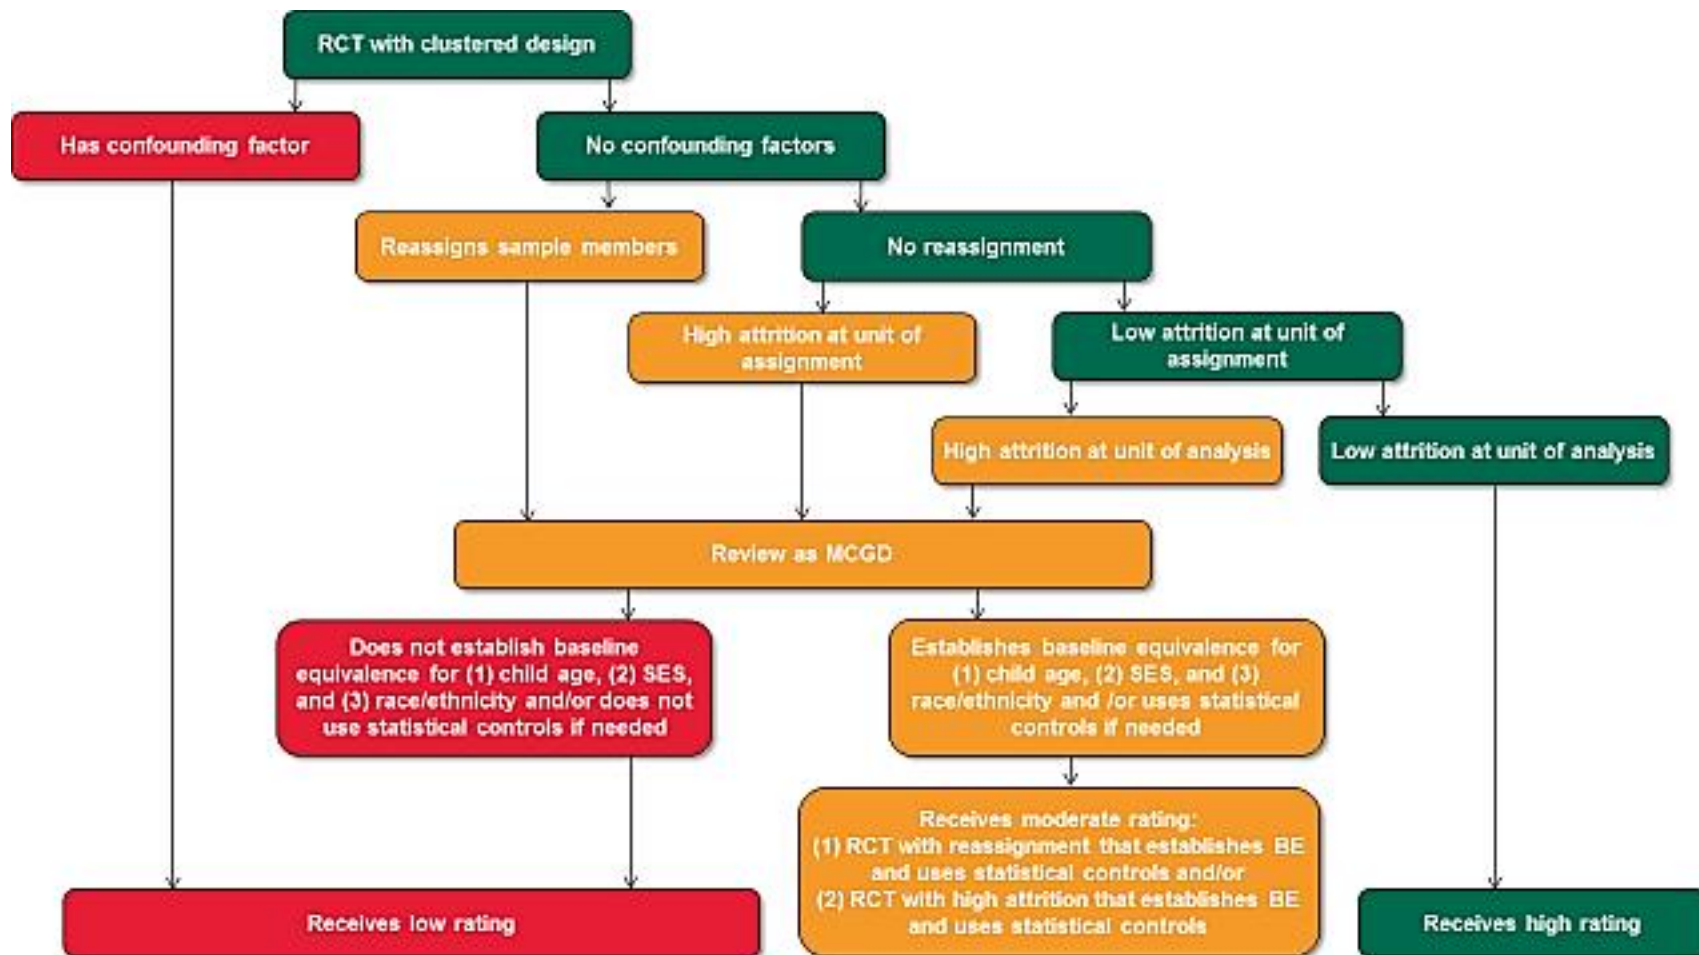 RCT with clustered design
Has confounding factor
No confounding factors
Reassigns sample members
No reassignment
High attrition at unit of
assignment
Low attrition at unit of
assignment
High attrition at unit of analysis
Low attrition at unit of analysis
Review as MCGD
Does not establish baseline
equivalence for (1) child age, (2) SES,
and (3) race/ethnicity and/or does not
use statistical controls if needed
Establishes baseline equivalence for
(1) child age, (2) SES, and (3)
race/ethnicity and /or uses statistical
controls if needed
Receives moderate rating:
(1) RCT with reassignment that establishes BE
and uses statistical controls and/or
(2) RCT with high attrition that establishes BE
and uses statistical controls
Receives low rating
Receives high rating